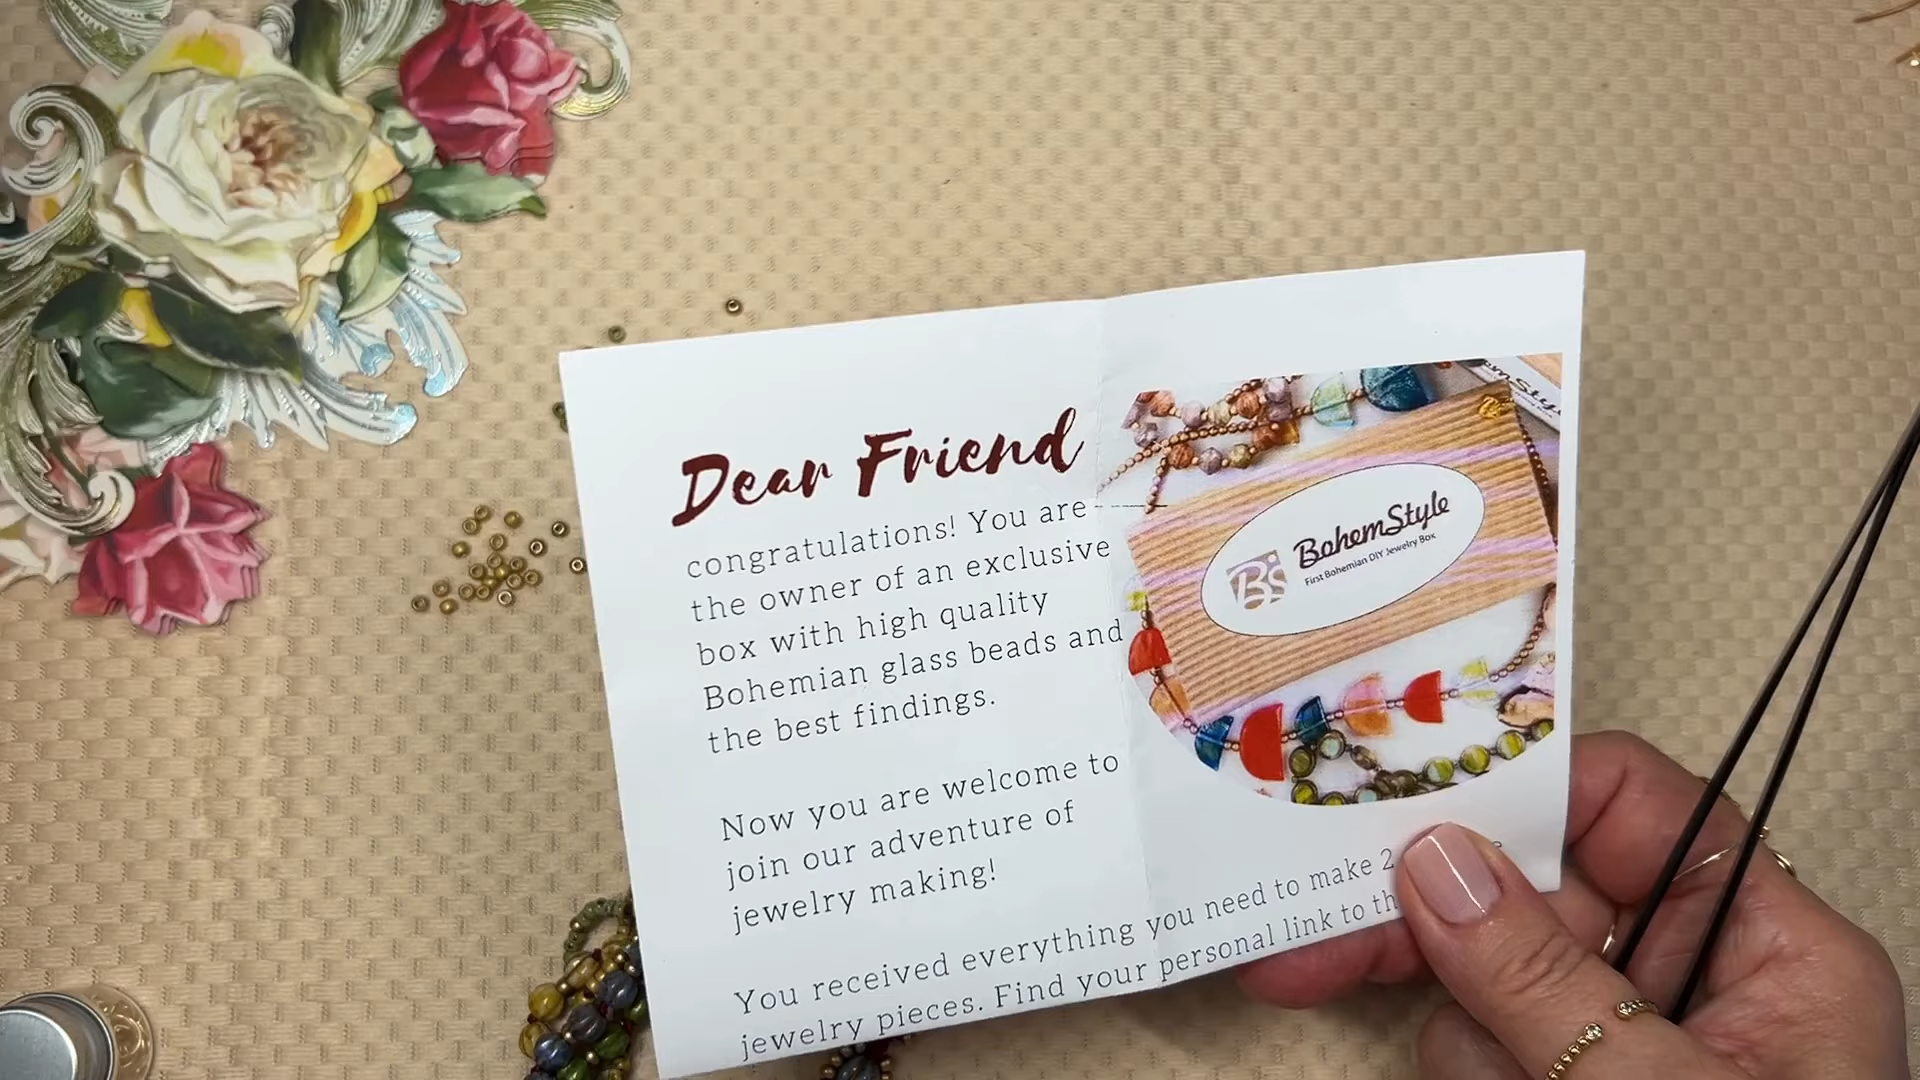 Dear Friend
congratulations! You are
the owner of an exclusive
box with high quality
Bohemian glass beads and
the best findings.
Now you are welcome to
join our adventure of
jewelry making!
You received everything you need to make 2
jewelry pieces. Find your personal link to
BohemStyle
First Bohemian DIY Jewelry Box
BS